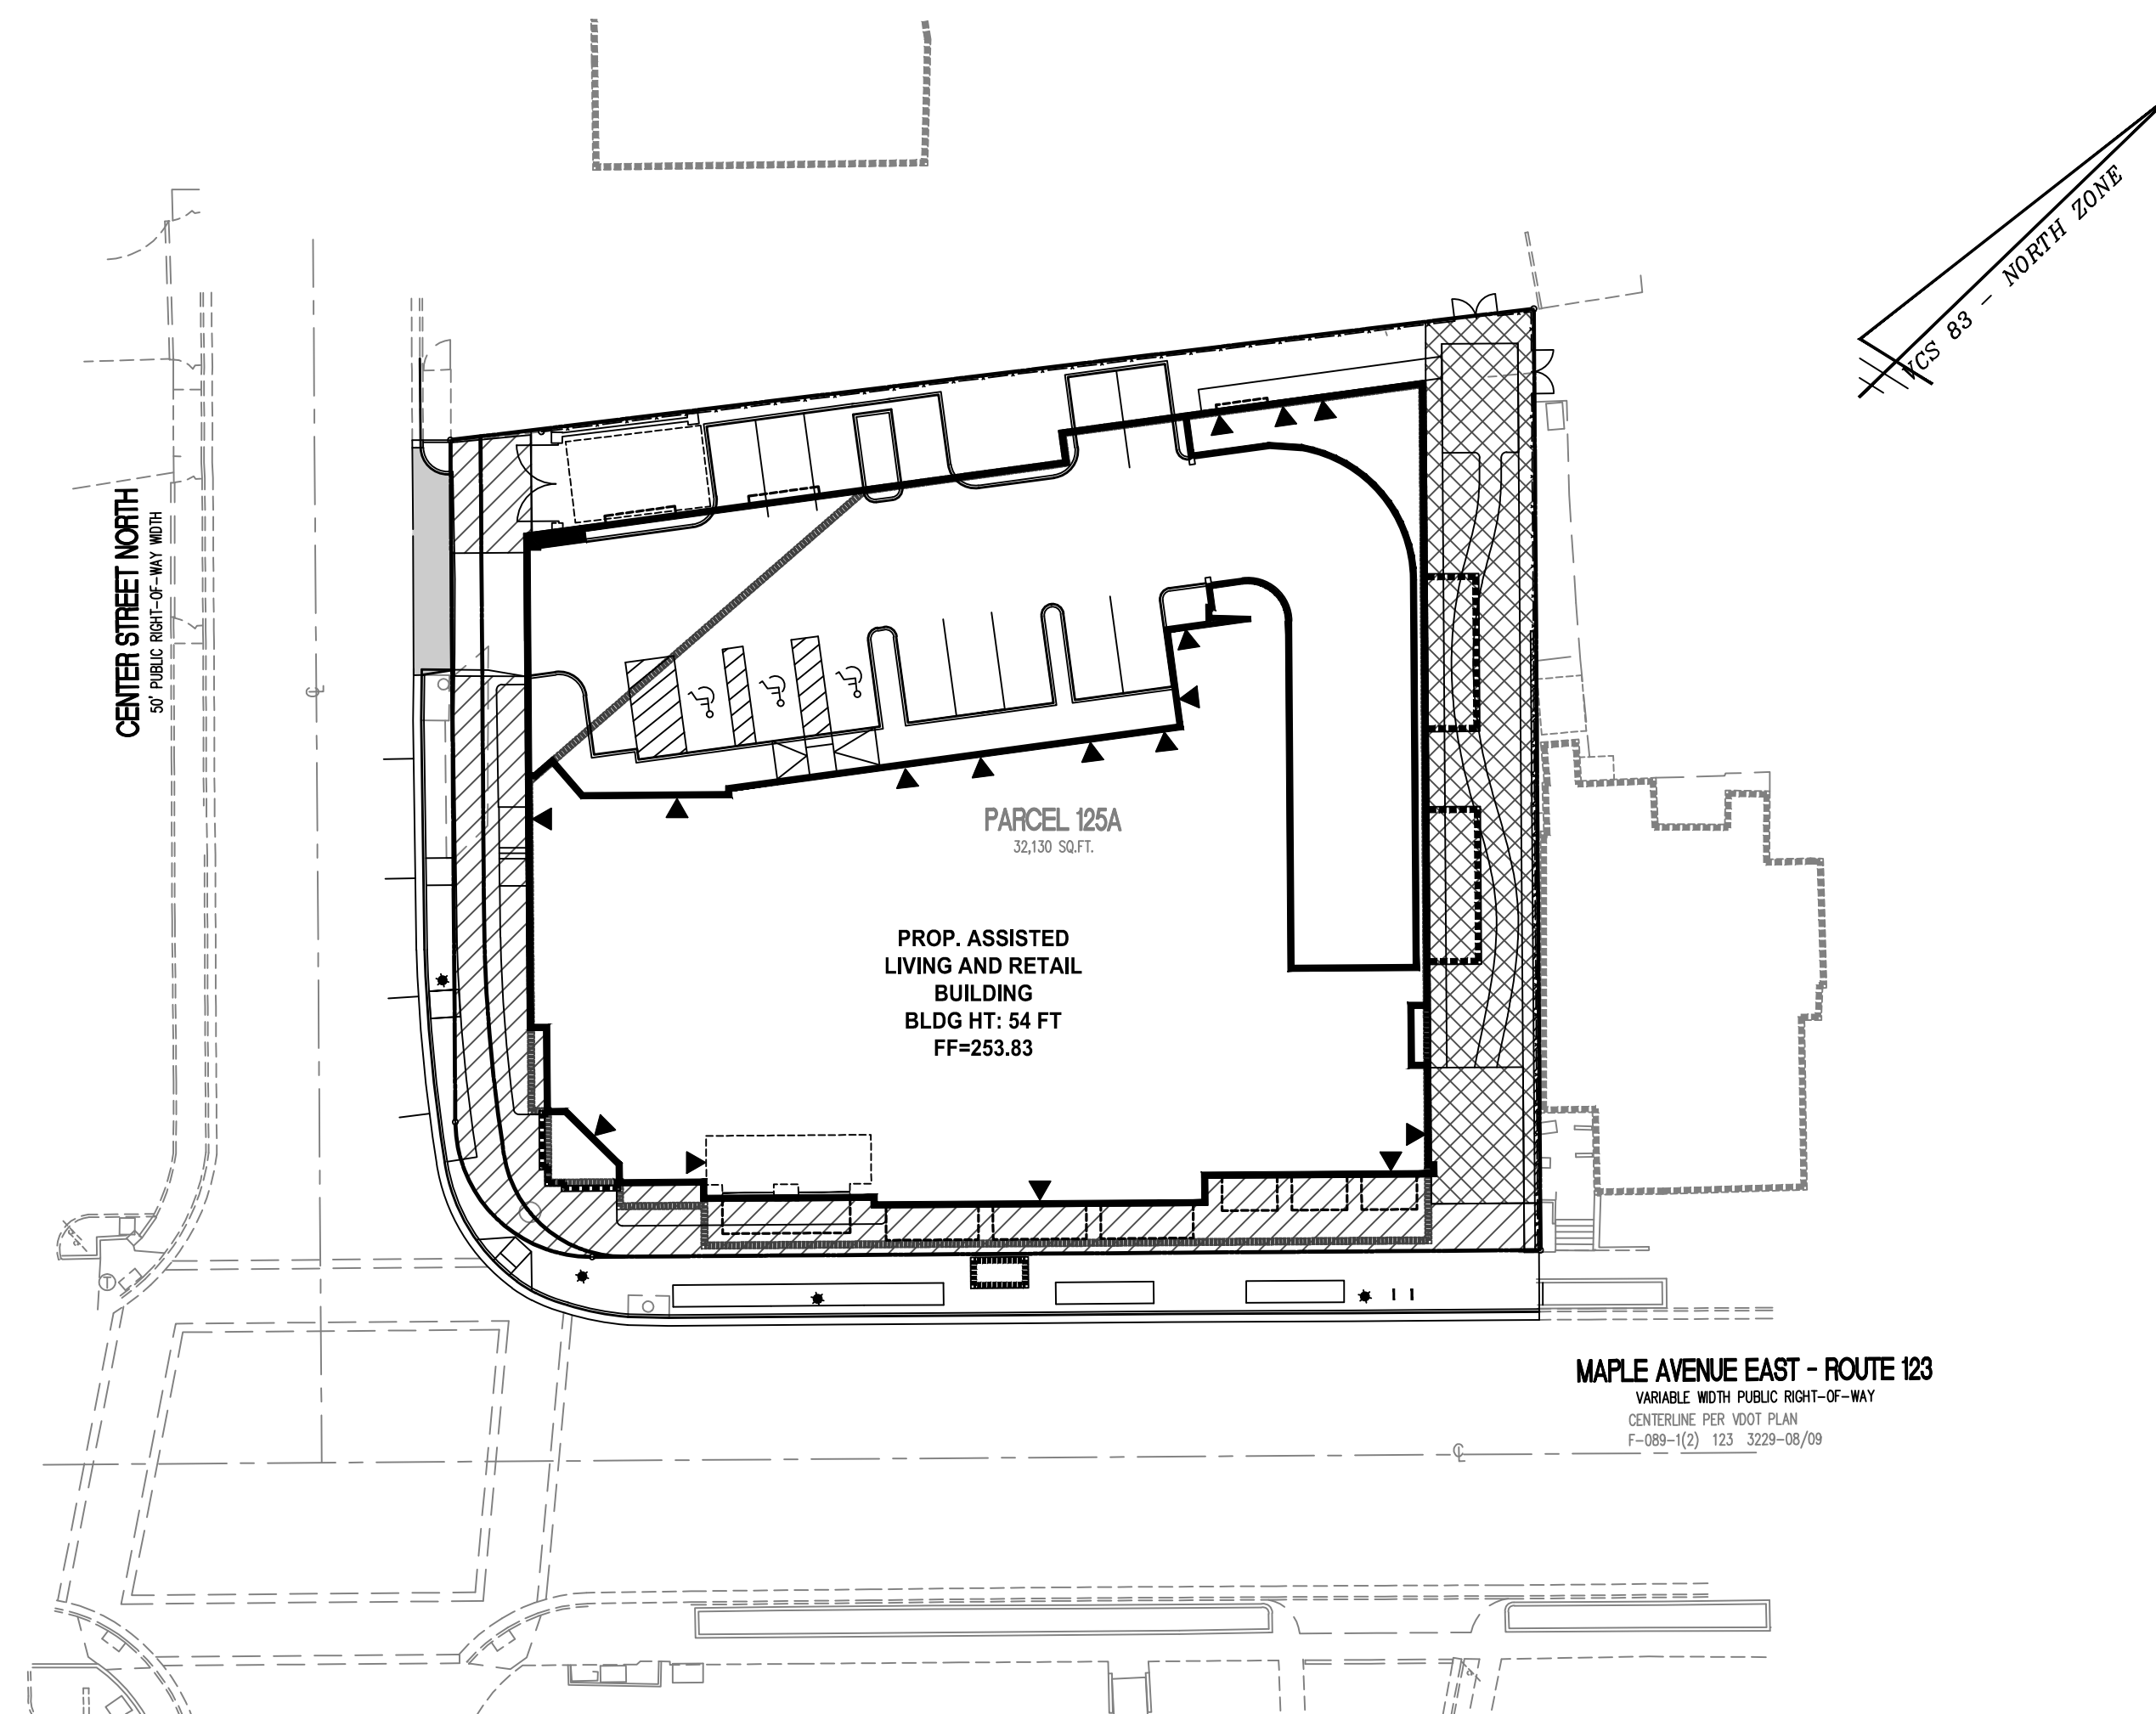 VCS 83 - NORTH ZONE
CENTER STREET NORTH
50' PUBLIC RIGHT-OF-WAY WIDTH
PARCEL 125A
32,130 SQ.FT.
PROP. ASSISTED
LIVING AND RETAIL
BUILDING
BLDG HT: 54 FT
FF=253.83
MAPLE AVENUE EAST - ROUTE 123
VARIABLE WIDTH PUBLIC RIGHT-OF-WAY
CENTERLINE PER VDOT PLAN
F-089-1(2) 123 3229-08/09
T